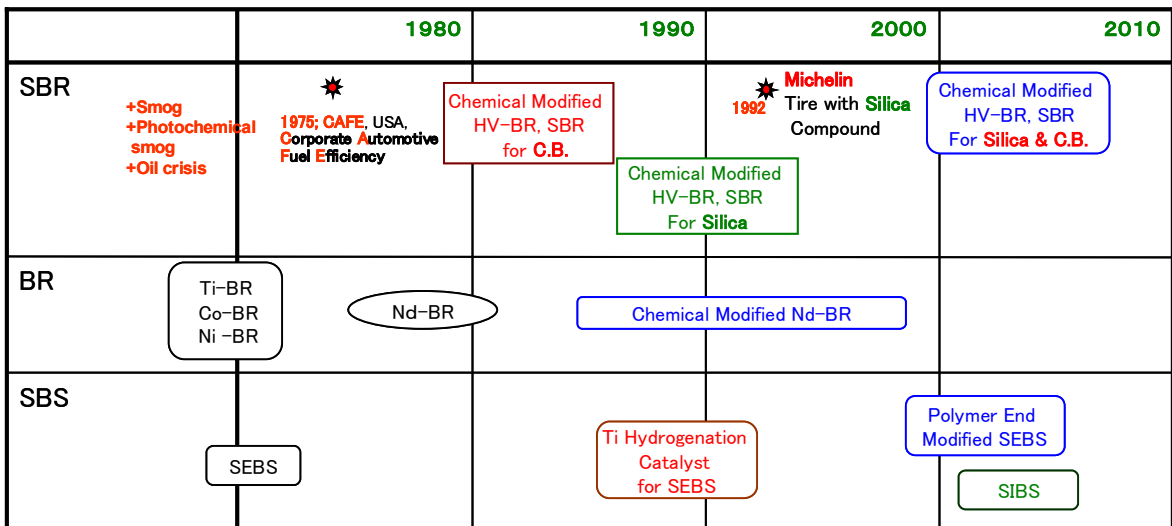 1980
1990
2000
2010
SBR
+Smog
+Photochemical
smog
+Oil crisis
1975; CAFE, USA,
Corporate Automotive
Fuel Efficiency
Chemical Modified
HV-BR, SBR
for C.B.
Chemical Modified
HV-BR, SBR
For Silica
1992
Michelin
Tire with Silica
Compound
Chemical Modified
HV-BR, SBR
For Silica & C.B.
BR
Ti-BR
Co-BR
Ni -BR
Nd-BR
Chemical Modified Nd-BR
SBS
SEBS
Ti Hydrogenation
Catalyst
for SEBS
Polymer End
Modified SEBS
SIBS